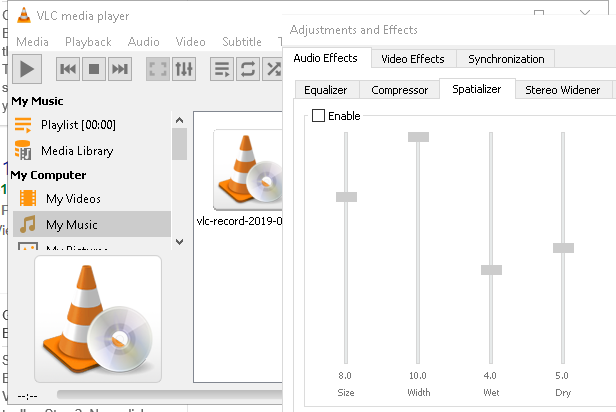 VLC media player
Media Playback Audio Video Subtitle T
My Music
Playlist [00:00]
Media Library
My Computer
My Videos
My Music
My Pictures
vlc-record-2019-0
--:--
Adjustments and Effects
Audio Effects Video Effects Synchronization
Equalizer Compressor Spatializer Stereo Widener
Enable
8.0 10.0 4.0 5.0
Size Width Wet Dry